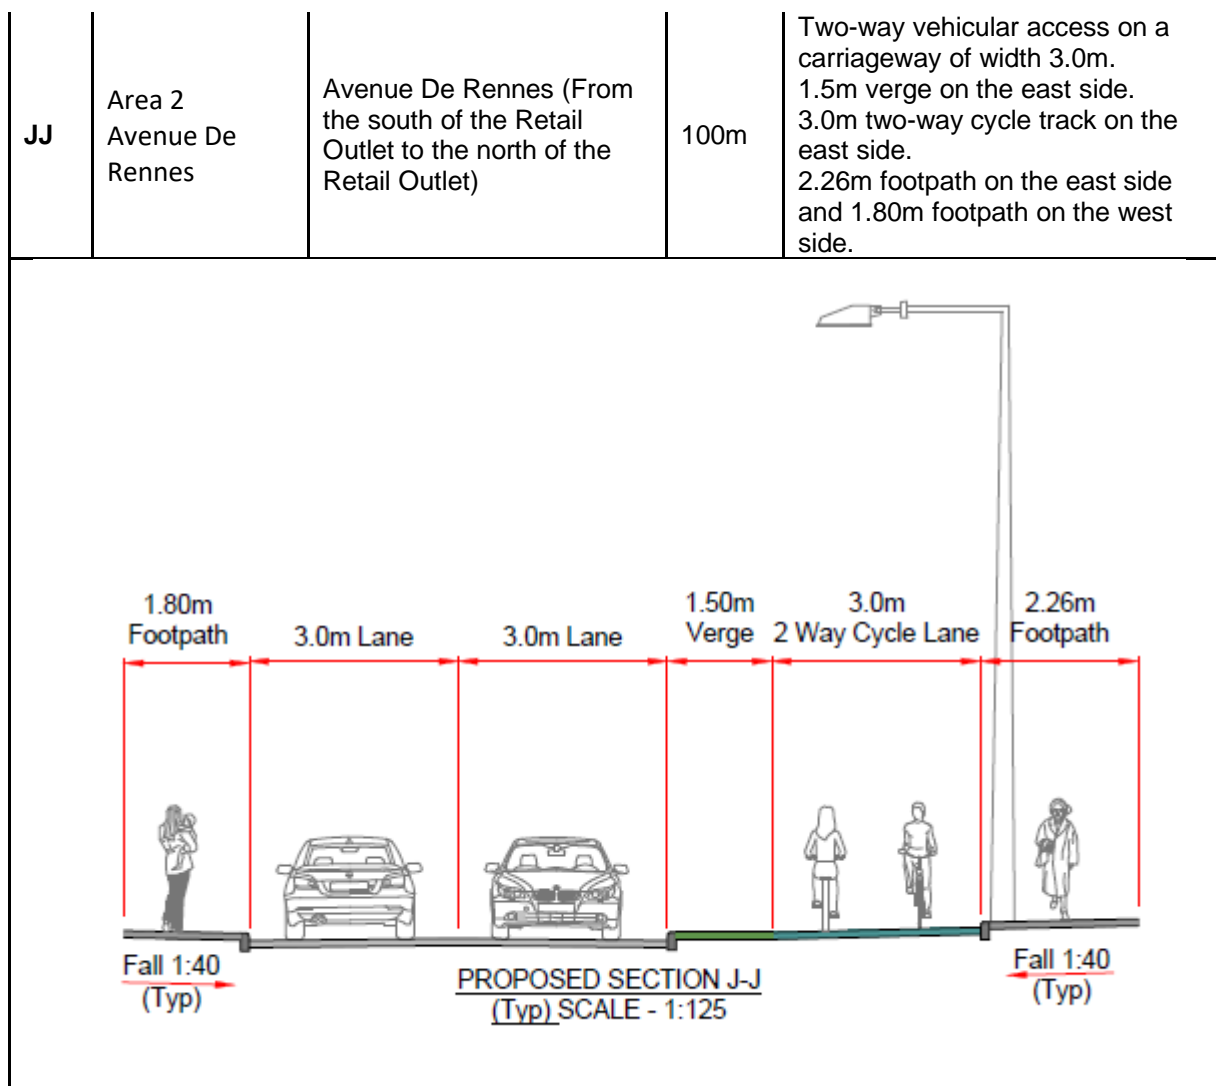 JJ
Area 2
Avenue De
Rennes
Avenue De Rennes (From
the south of the Retail
Outlet to the north of the
Retail Outlet)
100m
Two-way vehicular access on a
carriageway of width 3.0m.
1.5m verge on the east side.
3.0m two-way cycle track on the
east side.
2.26m footpath on the east side
and 1.80m footpath on the west
side.
1.80m
Footpath
3.0m Lane
3.0m Lane
1.50m
Verge
3.0m
2 Way Cycle Lane
2.26m
Footpath
Fall 1:40
(Typ)
PROPOSED SECTION J-J
(Typ) SCALE - 1:125
Fall 1:40
(Typ)